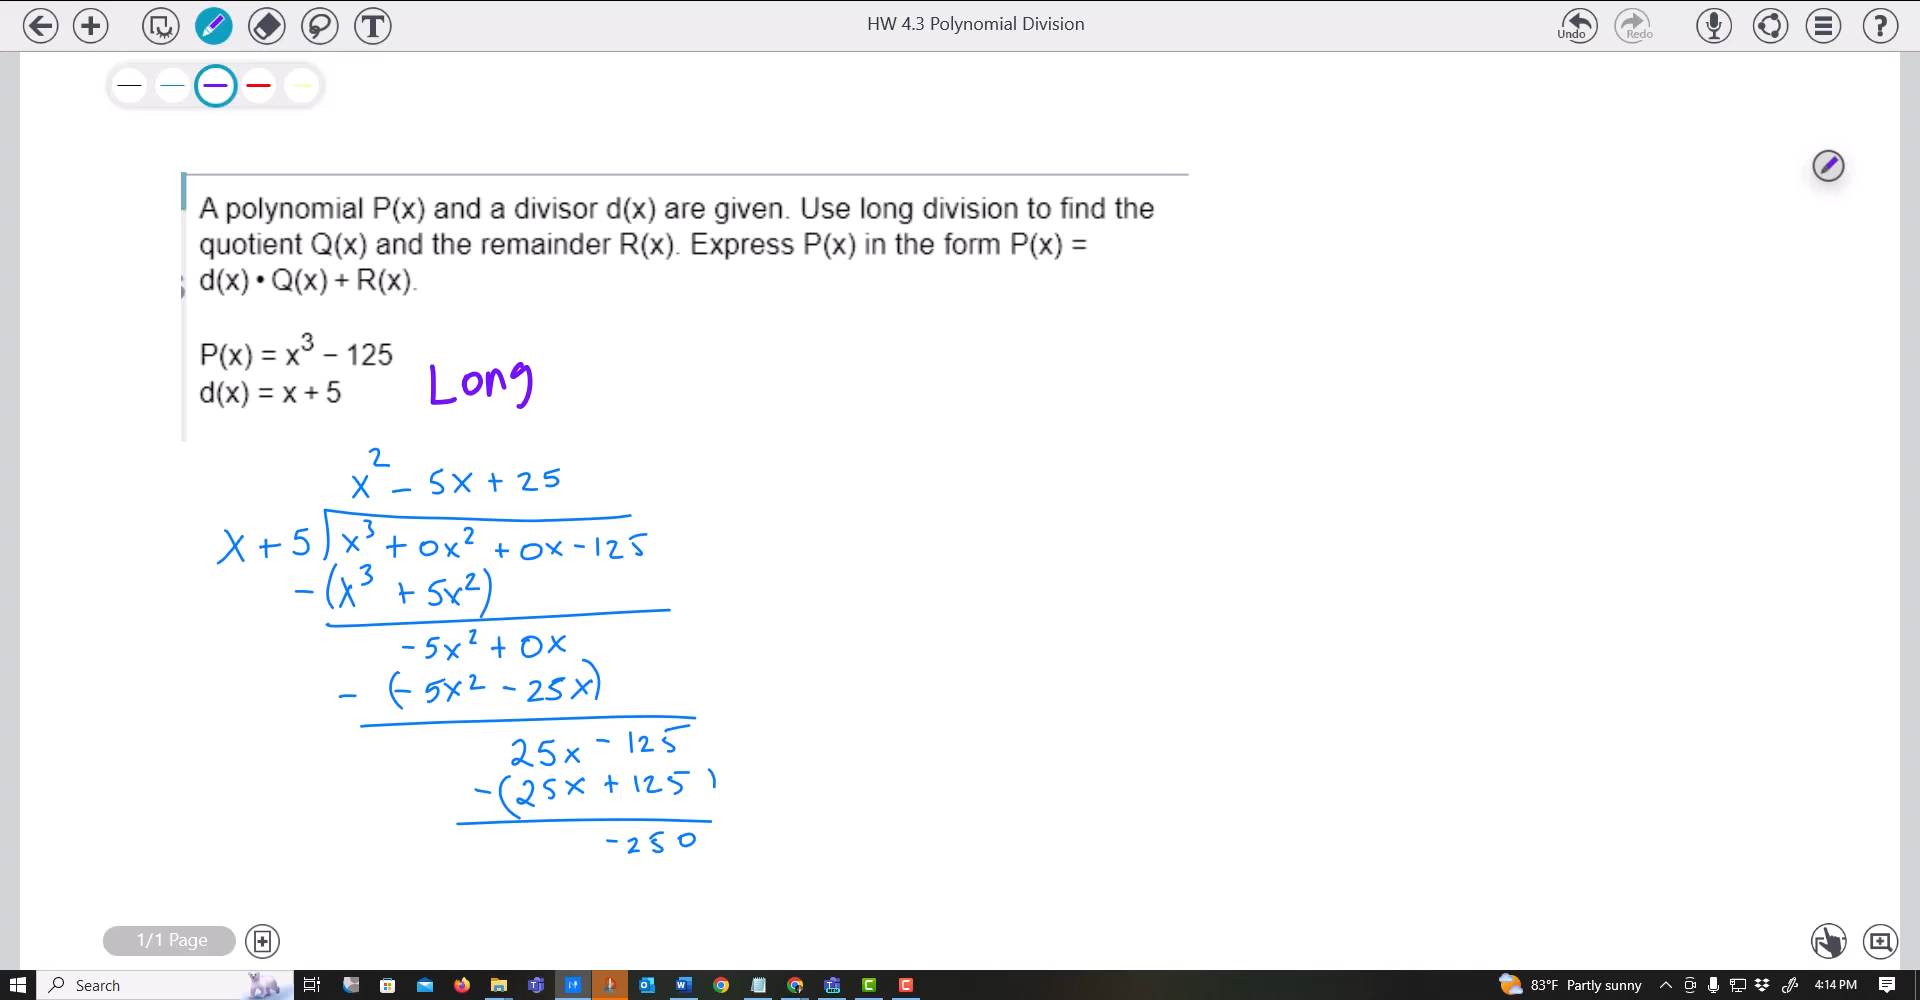 HW 4.3 Polynomial Division
Undo
Redo
A polynomial P(x) and a divisor d(x) are given. Use long division to find the
quotient Q(x) and the remainder R(x). Express P(x) in the form P(x) =
d(x) • Q(x) + R(x).
P(x) = x³ − 125
d(x) = x + 5
Long
x² - 5x + 25
x + 5 x³ + 0x² + 0x - 125
- (x³ + 5x²)
- 5x² + 0x
- (- 5x² - 25x)
25x - 125
- (25x + 125)
- 250
1/1 Page
Search
83°F Partly sunny
4:14 PM